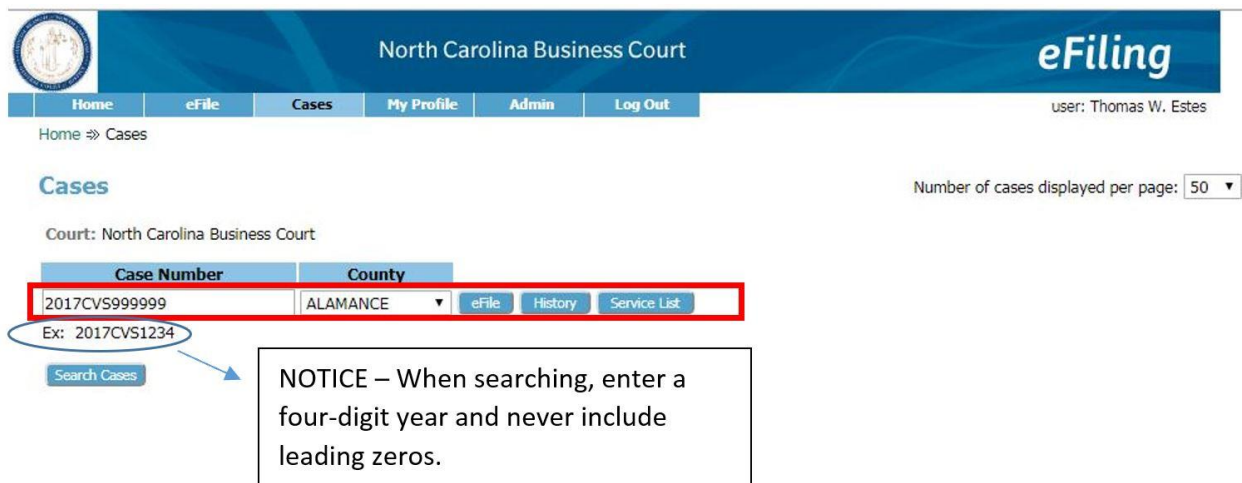 North Carolina Business Court
eFiling
Home eFile Cases My Profile Admin Log Out
user: Thomas W. Estes
Home ⇒ Cases
Cases
Number of cases displayed per page: 50
Court: North Carolina Business Court
Case Number County
2017CVS999999 ALAMANCE eFile History Service List
Ex: 2017CVS1234
Search Cases
NOTICE – When searching, enter a
four-digit year and never include
leading zeros.